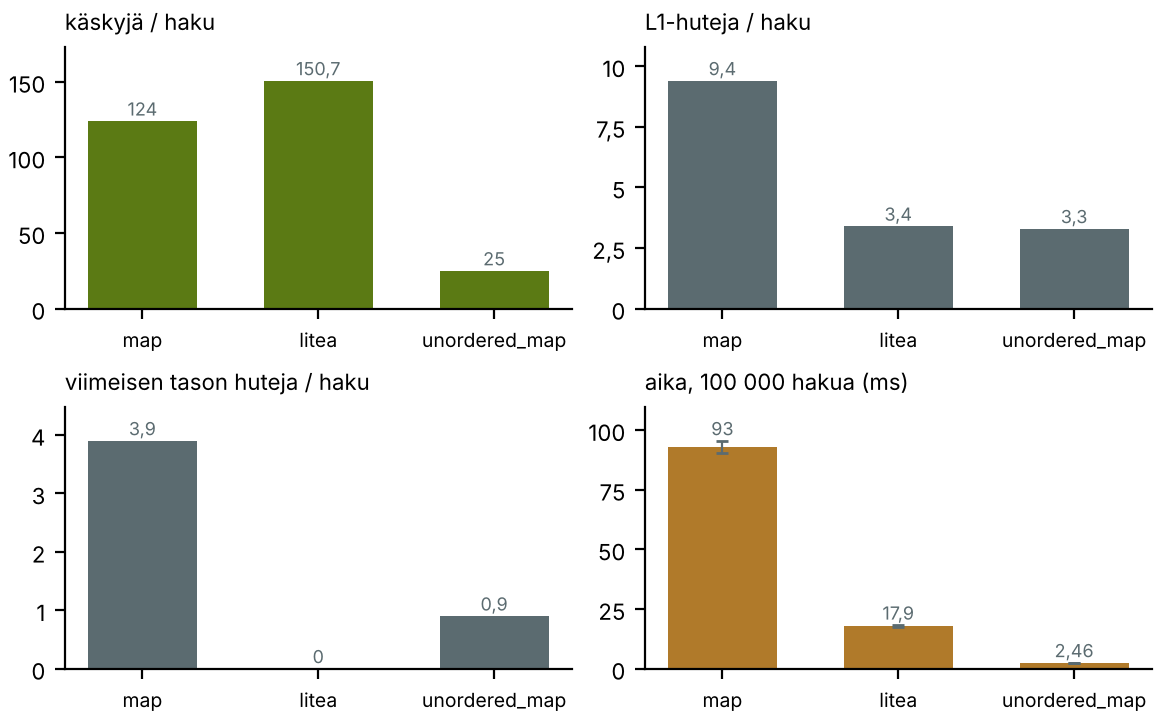 käskyjä / haku
150
100
50
0
124
150,7
25
map
litea
unordered_map
L1-huteja / haku
10
7,5
5
2,5
0
9,4
3,4
3,3
map
litea
unordered_map
viimeisen tason huteja / haku
4
3
2
1
0
3,9
0
0,9
map
litea
unordered_map
aika, 100 000 hakua (ms)
100
75
50
25
0
93
17,9
2,46
map
litea
unordered_map